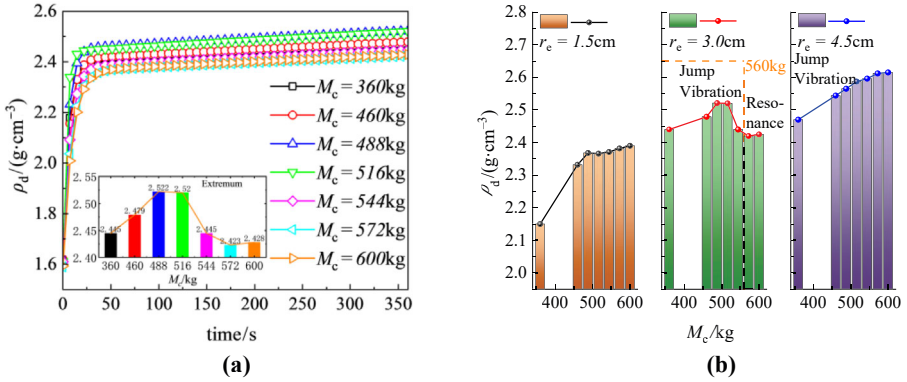 2.6
2.4
2.2
2.0
1.8
1.6
ρd/(g·cm⁻³)
0
50
100
150
200
250
300
350
time/s
Mc = 360kg
Mc = 460kg
Mc = 488kg
Mc = 516kg
Mc = 544kg
Mc = 572kg
Mc = 600kg
Extremum
2.55
2.50
2.45
2.40
2.445
2.479
2.522
2.52
2.445
2.423
2.428
360 460 488 516 544 572 600
Mc/kg
(a)
2.8
2.7
2.6
2.5
2.4
2.3
2.2
2.1
2.0
ρd/(g·cm⁻³)
re = 1.5cm
re = 3.0cm
re = 4.5cm
560kg
Jump
Vibration
Reso-
nance
Jump
Vibration
400 500 600
400 500 600
400 500 600
Mc/kg
(b)